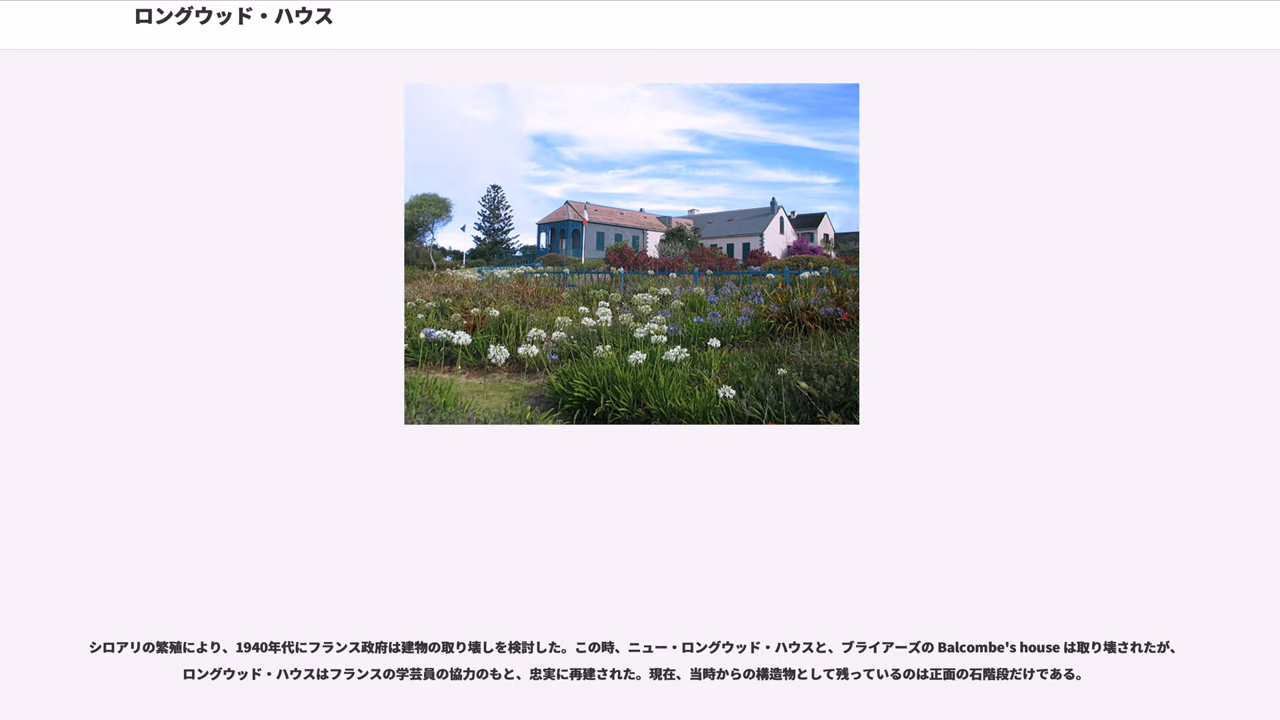 ロングウッド・ハウス
シロアリの繁殖により、1940年代にフランス政府は建物の取り壊しを検討した。この時、ニュー・ロングウッド・ハウスと、ブライアーズの Balcombe's house は取り壊されたが、
ロングウッド・ハウスはフランスの学芸員の協力のもと、忠実に再建された。現在、当時からの構造物として残っているのは正面の石階段だけである。